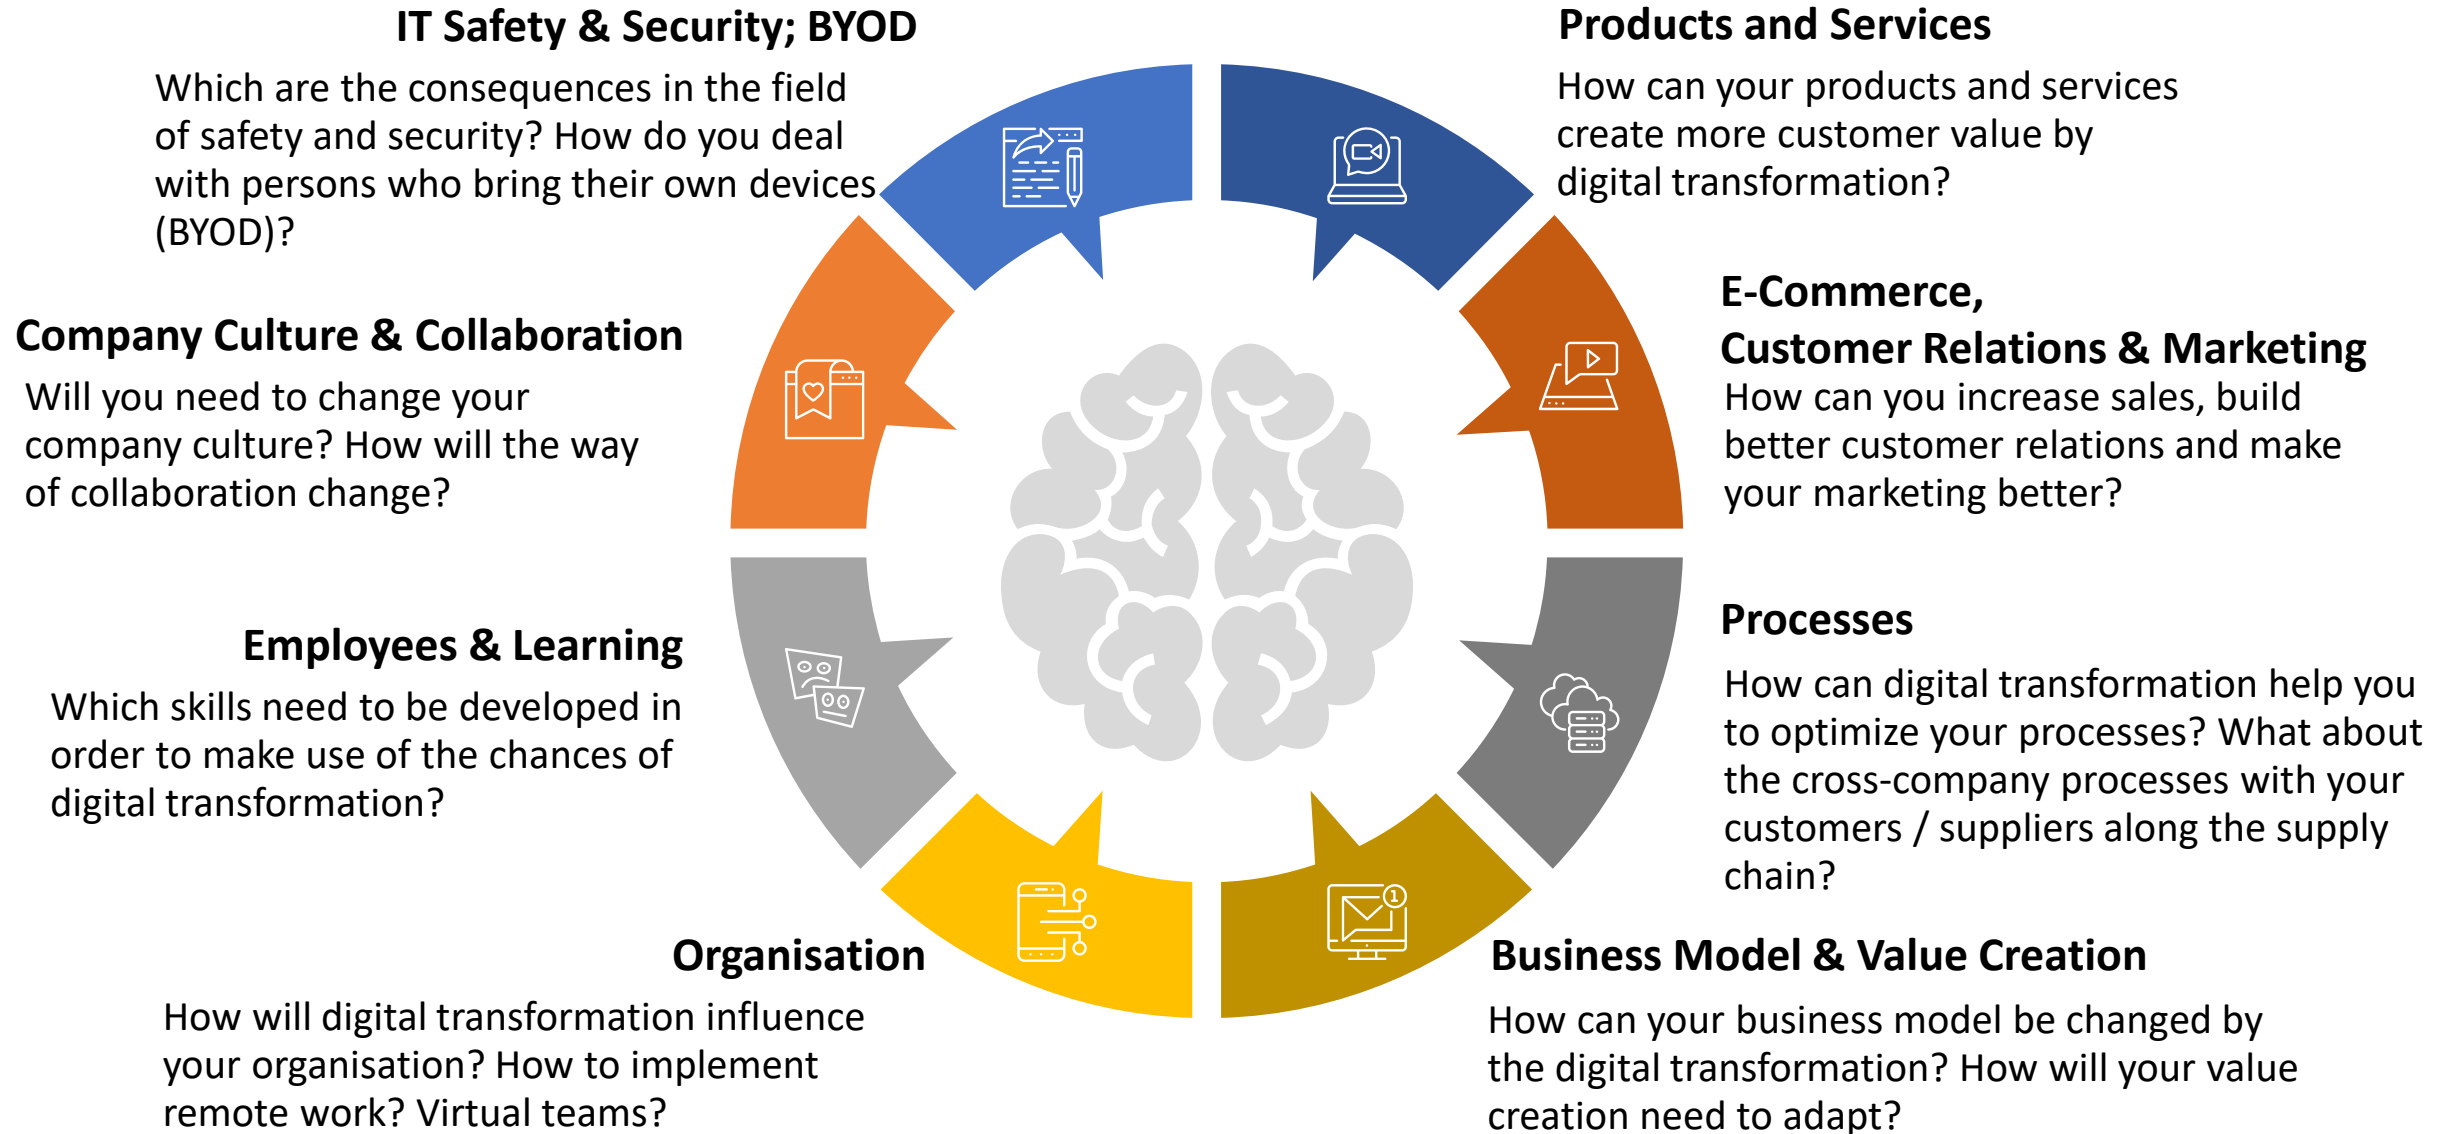 IT Safety & Security; BYOD
Which are the consequences in the field
of safety and security? How do you deal
with persons who bring their own devices
(BYOD)?
Company Culture & Collaboration
Will you need to change your
company culture? How will the way
of collaboration change?
Employees & Learning
Which skills need to be developed in
order to make use of the chances of
digital transformation?
Organisation
How will digital transformation influence
your organisation? How to implement
remote work? Virtual teams?
Products and Services
How can your products and services
create more customer value by
digital transformation?
E-Commerce,
Customer Relations & Marketing
How can you increase sales, build
better customer relations and make
your marketing better?
Processes
How can digital transformation help you
to optimize your processes? What about
the cross-company processes with your
customers / suppliers along the supply
chain?
1
Business Model & Value Creation
How can your business model be changed by
the digital transformation? How will your value
creation need to adapt?